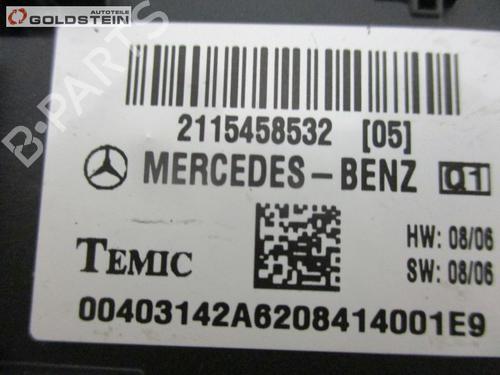 Autoteile
GOLDSTEIN
B-PARTS
2115458532 [05]
MERCEDES-BENZ Q1
TEMIC
HW: 08/06
SW: 08/06
00403142A6208414001E9